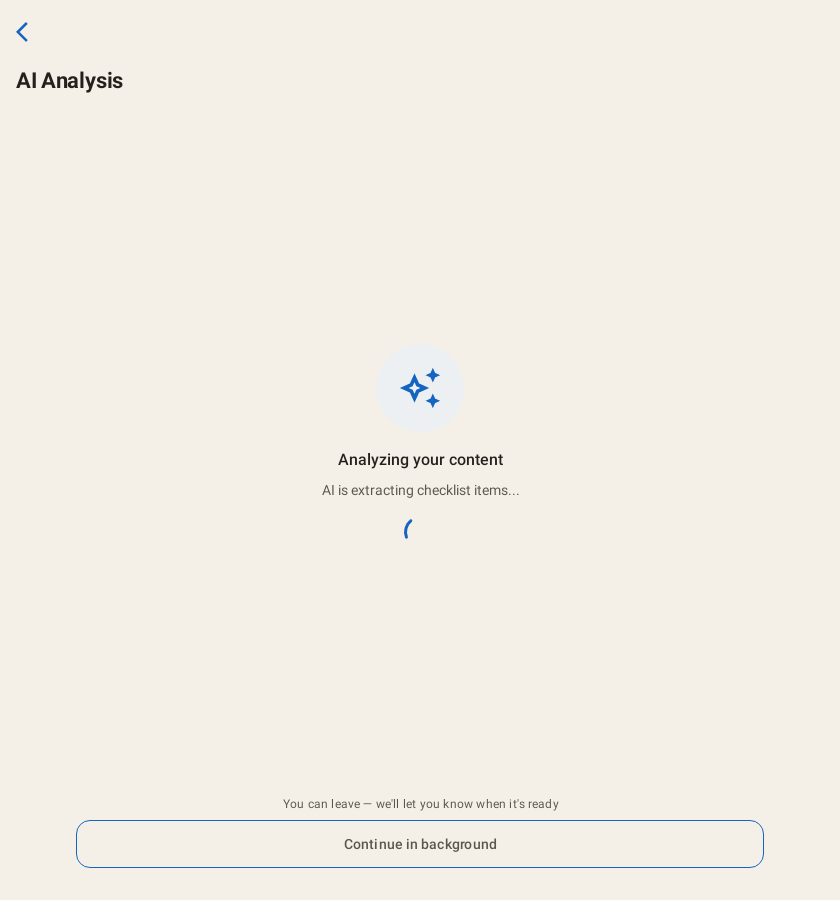 AI Analysis
Analyzing your content
AI is extracting checklist items...
You can leave — we'll let you know when it's ready
Continue in background